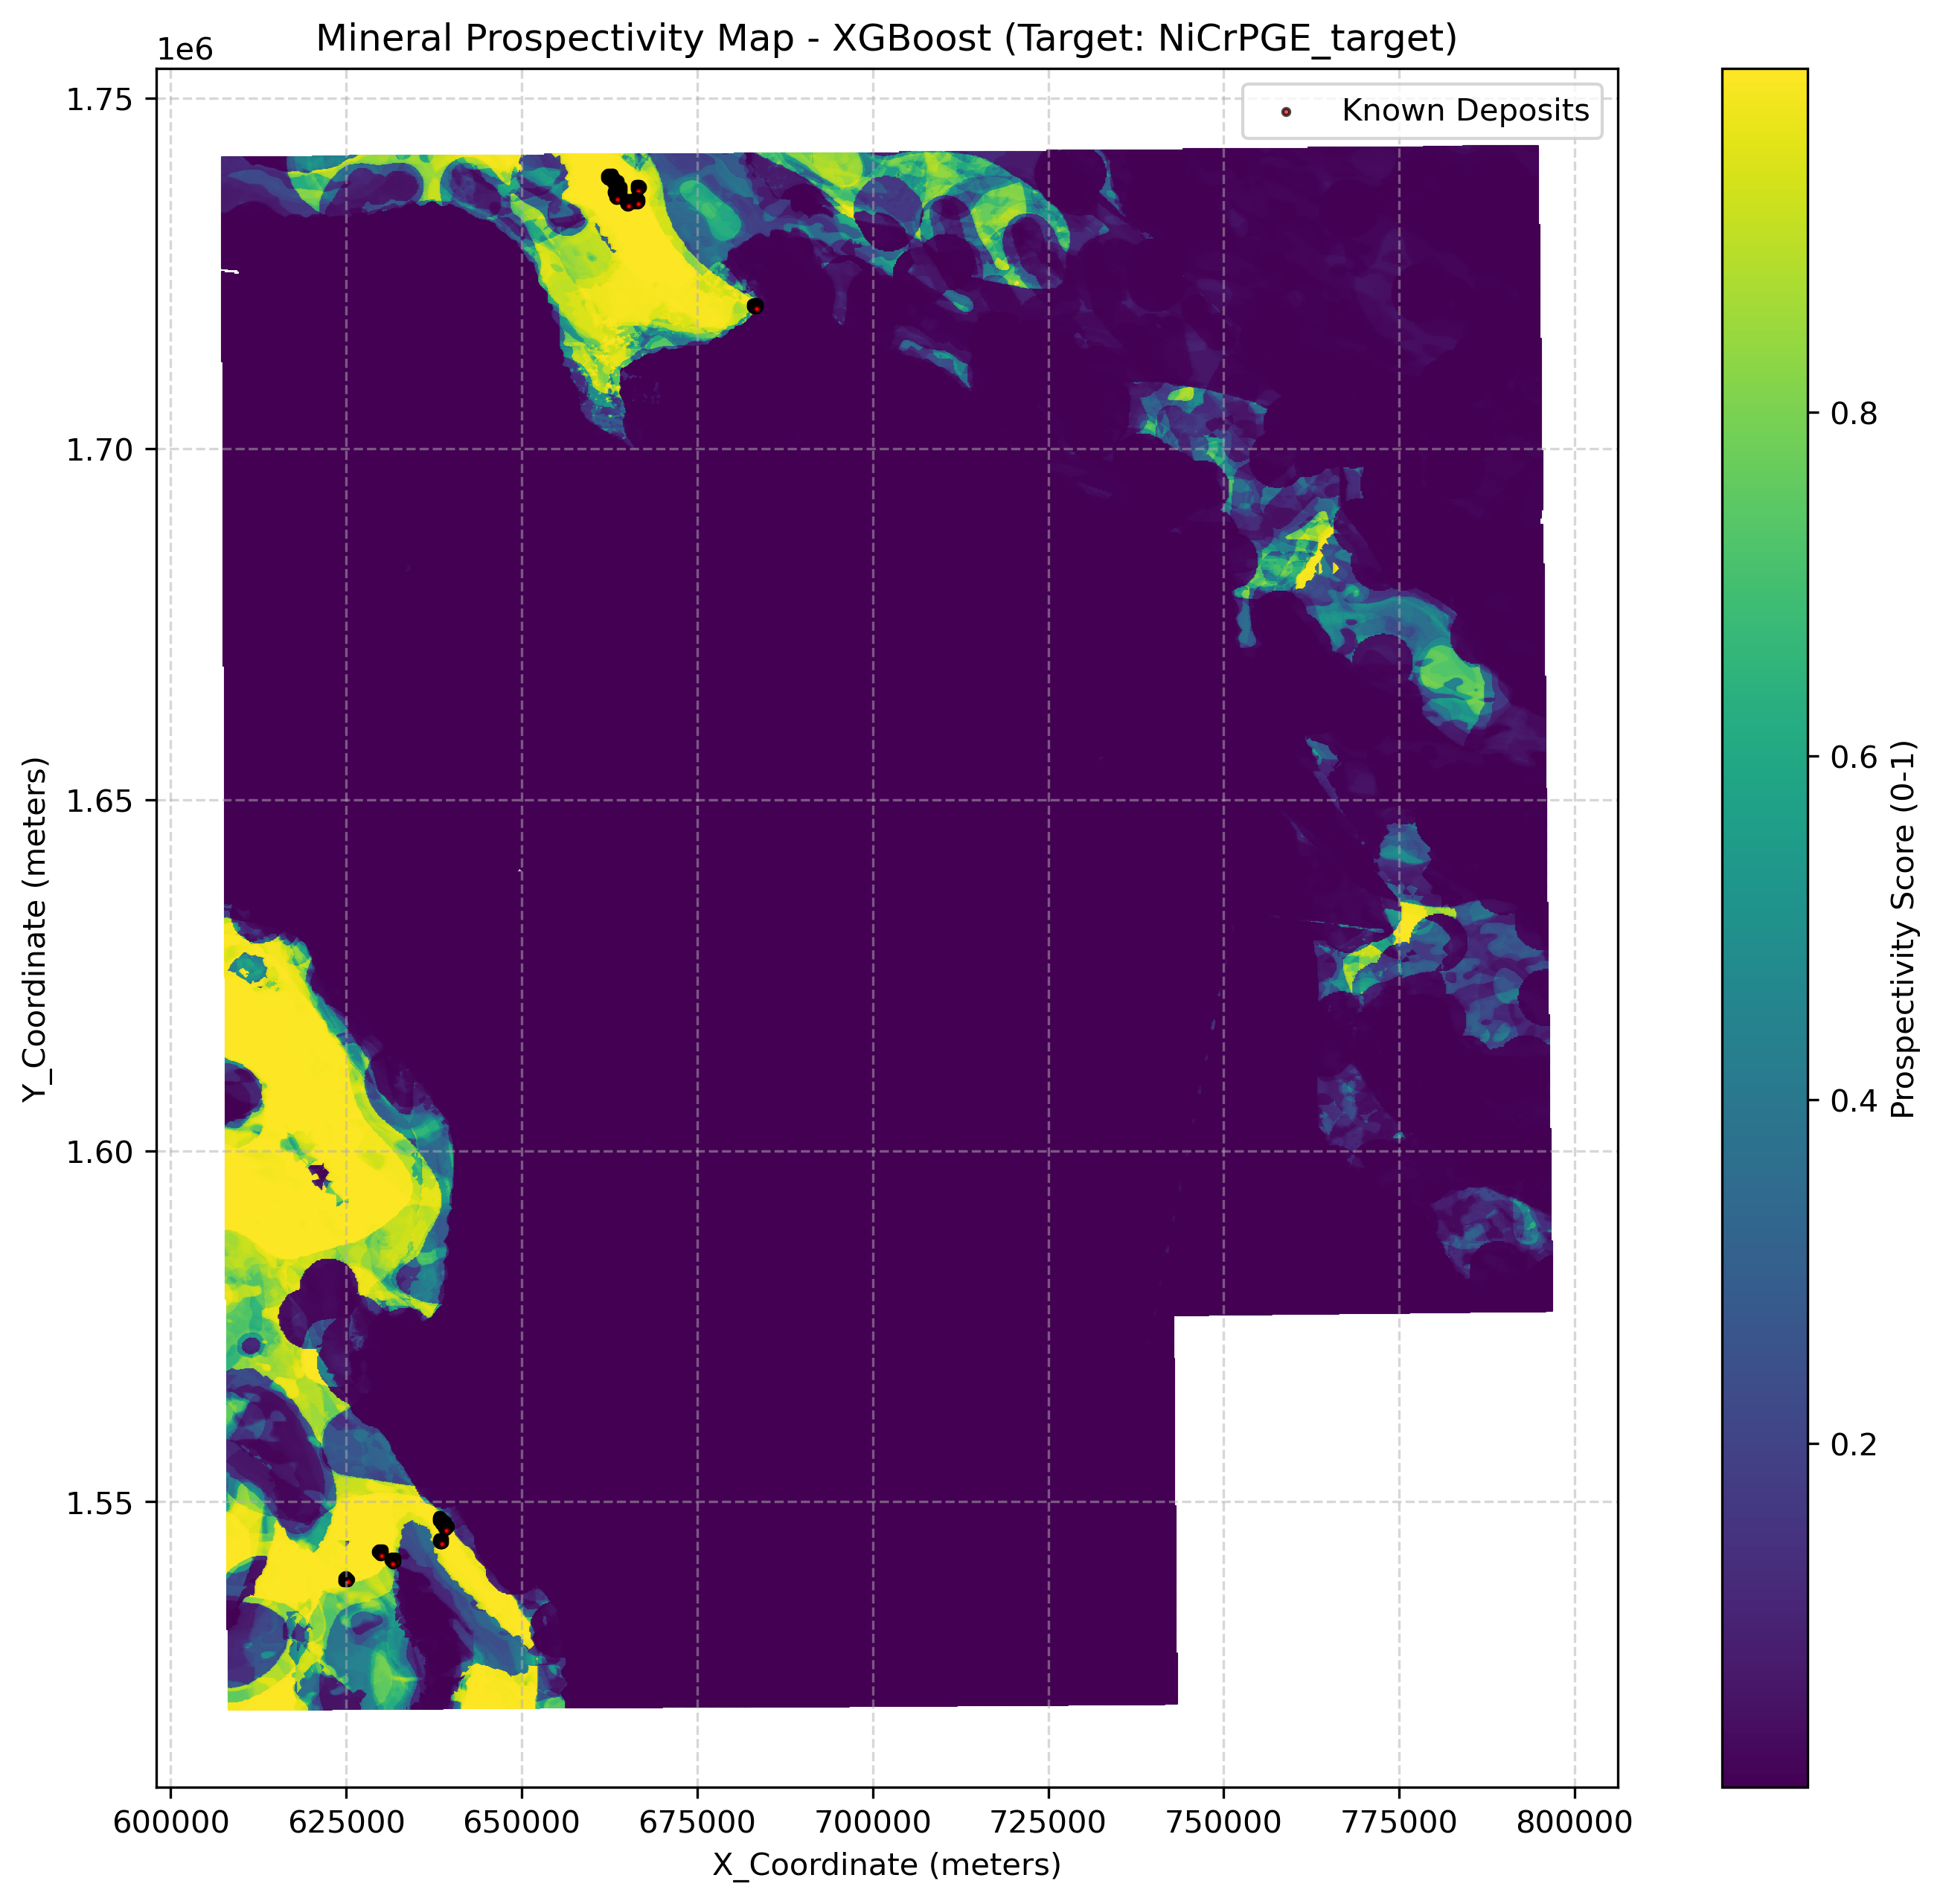 Mineral Prospectivity Map - XGBoost (Target: NiCrPGE_target)
1e6
Known Deposits
1.75
1.70
1.65
1.60
1.55
Y_Coordinate (meters)
600000 625000 650000 675000 700000 725000 750000 775000 800000
X_Coordinate (meters)
0.8
0.6
0.4
0.2
Prospectivity Score (0-1)